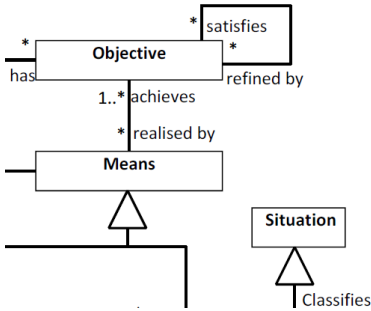 * satisfies
*
Objective
*
has
refined by
1..* achieves
* realised by
Means
Situation
Classifies